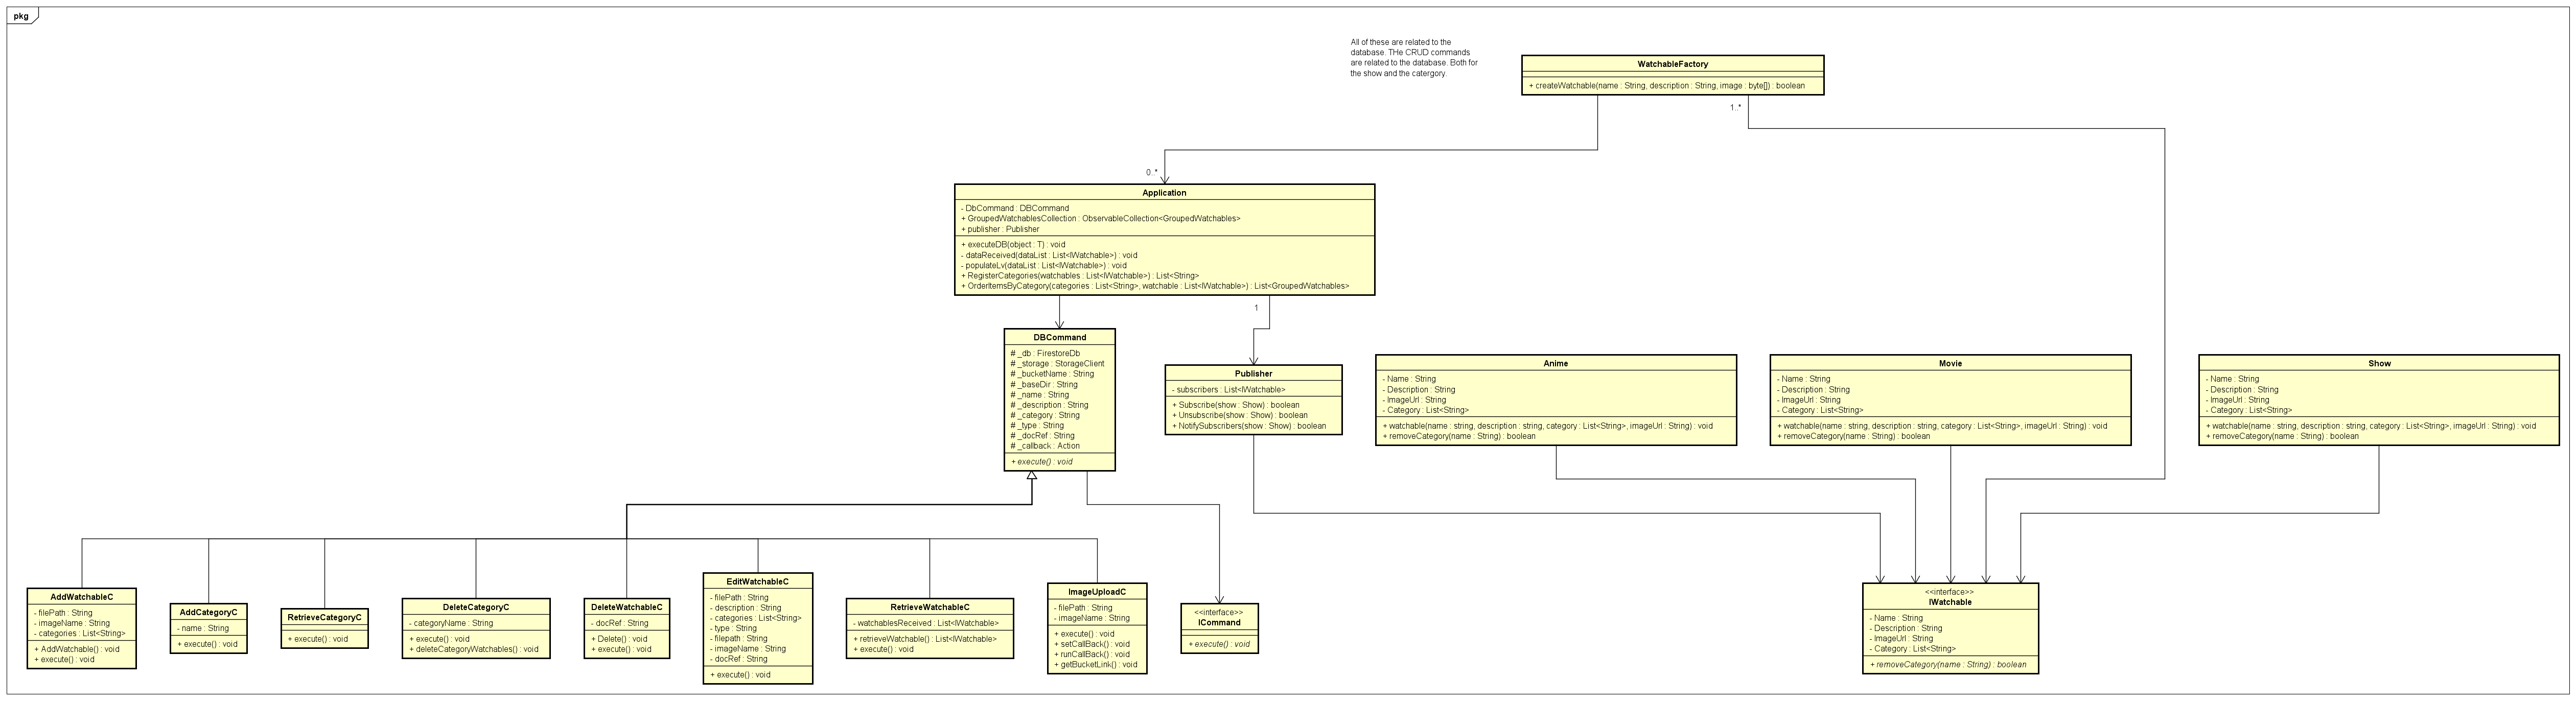 pkg
All of these are related to the
database. THe CRUD commands
are related to the database. Both for
the show and the catergory.
WatchableFactory
+ createWatchable(name : String, description : String, image : byte[]) : boolean
1..*
0..*
Application
- DbCommand : DBCommand
+ GroupedWatchablesCollection : ObservableCollection<GroupedWatchables>
+ publisher : Publisher
+ executeDB(object : T) : void
- dataReceived(dataList : List<IWatchable>) : void
- populateLv(dataList : List<IWatchable>) : void
+ RegisterCategories(watchables : List<IWatchable>) : List<String>
+ OrderItemsByCategory(categories : List<String>, watchable : List<IWatchable>) : List<GroupedWatchables>
1
DBCommand
# _db : FirestoreDb
# _storage : StorageClient
# _bucketName : String
# _baseDir : String
# _name : String
# _description : String
# _category : String
# _type : String
# _docRef : String
# _callback : Action
+ execute() : void
Publisher
- subscribers : List<IWatchable>
+ Subscribe(show : Show) : boolean
+ Unsubscribe(show : Show) : boolean
+ NotifySubscribers(show : Show) : boolean
Anime
- Name : String
- Description : String
- ImageUrl : String
- Category : List<String>
+ watchable(name : string, description : string, category : List<String>, imageUrl : String) : void
+ removeCategory(name : String) : boolean
Movie
- Name : String
- Description : String
- ImageUrl : String
- Category : List<String>
+ watchable(name : string, description : string, category : List<String>, imageUrl : String) : void
+ removeCategory(name : String) : boolean
Show
- Name : String
- Description : String
- ImageUrl : String
- Category : List<String>
+ watchable(name : string, description : string, category : List<String>, imageUrl : String) : void
+ removeCategory(name : String) : boolean
AddWatchableC
- filePath : String
- imageName : String
- categories : List<String>
+ AddWatchable() : void
+ execute() : void
AddCategoryC
- name : String
+ execute() : void
RetrieveCategoryC
+ execute() : void
DeleteCategoryC
- categoryName : String
+ execute() : void
+ deleteCategoryWatchables() : void
DeleteWatchableC
- docRef : String
+ Delete() : void
+ execute() : void
EditWatchableC
- filePath : String
- description : String
- categories : List<String>
- type : String
- filepath : String
- imageName : String
- docRef : String
+ execute() : void
RetrieveWatchableC
- watchablesReceived : List<IWatchable>
+ retrieveWatchable() : List<IWatchable>
+ execute() : void
ImageUploadC
- filePath : String
- imageName : String
+ execute() : void
+ setCallBack() : void
+ runCallBack() : void
+ getBucketLink() : void
<<interface>>
ICommand
+ execute() : void
<<interface>>
IWatchable
- Name : String
- Description : String
- ImageUrl : String
- Category : List<String>
+ removeCategory(name : String) : boolean